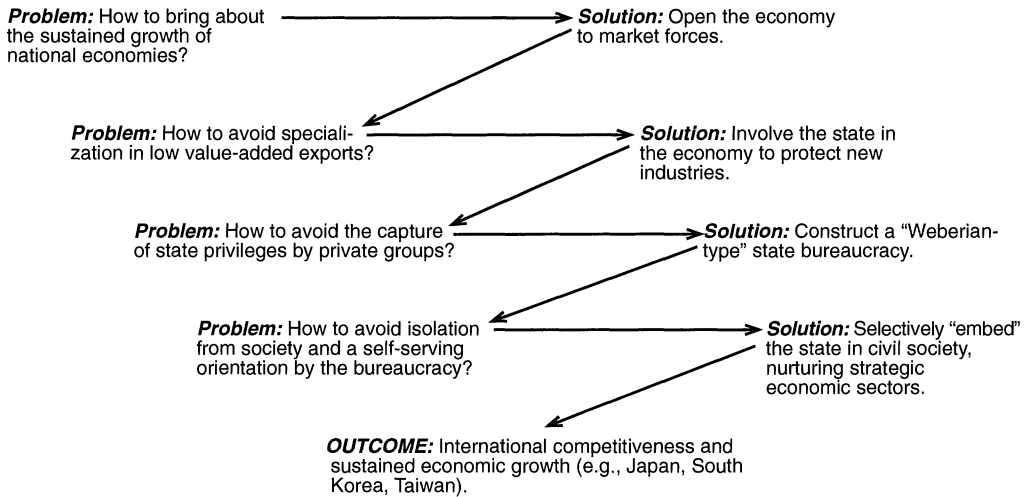 Problem: How to bring about
the sustained growth of
national economies?
Solution: Open the economy
to market forces.
Problem: How to avoid speciali-
zation in low value-added exports?
Solution: Involve the state in
the economy to protect new
industries.
Problem: How to avoid the capture
of state privileges by private groups?
Solution: Construct a “Weberian-
type” state bureaucracy.
Problem: How to avoid isolation
from society and a self-serving
orientation by the bureaucracy?
Solution: Selectively “embed”
the state in civil society,
nurturing strategic
economic sectors.
OUTCOME: International competitiveness and
sustained economic growth (e.g., Japan, South
Korea, Taiwan).